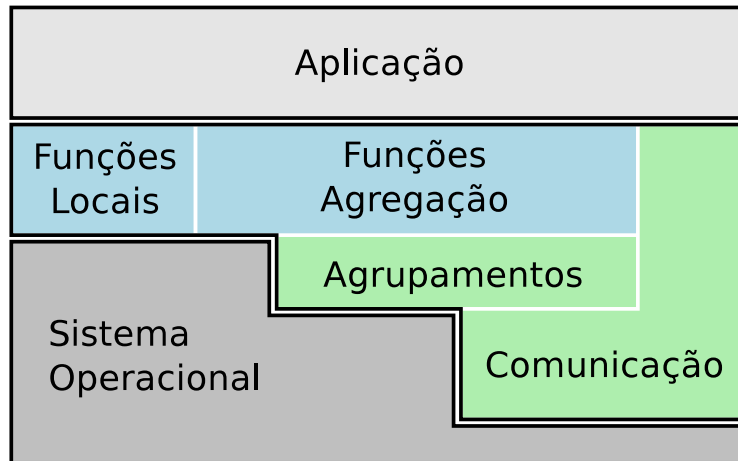 Aplicação
Funções
Locais
Funções
Agregação
Agrupamentos
Sistema
Operacional
Comunicação